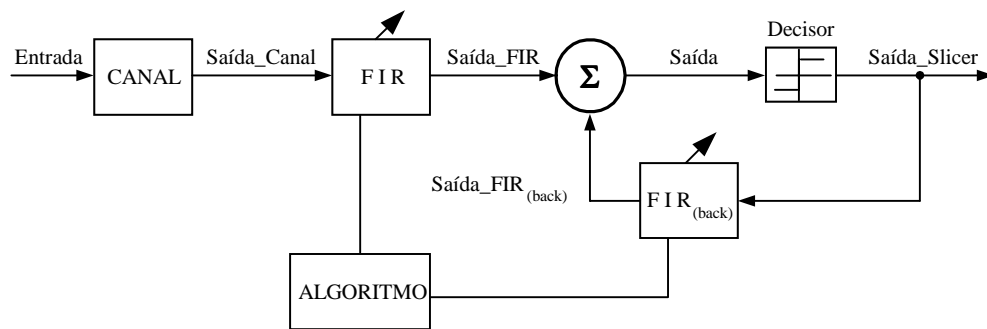 Decisor
Entrada
Saída_Canal
Saída_FIR
Saída
Saída_Slicer
CANAL
F I R
Σ
Saída_FIR(back)
F I R(back)
ALGORITMO